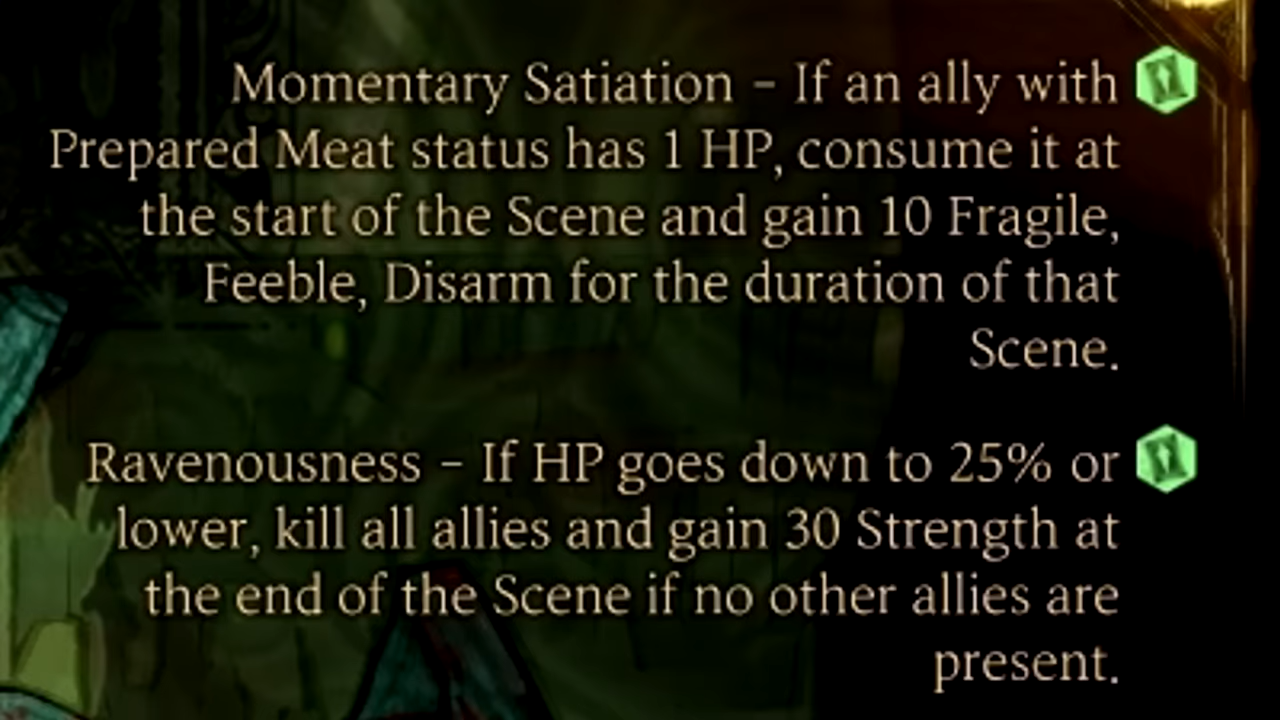 Momentary Satiation – If an ally with
Prepared Meat status has 1 HP, consume it at
the start of the Scene and gain 10 Fragile,
Feeble, Disarm for the duration of that
Scene.
Ravenousness – If HP goes down to 25% or
lower, kill all allies and gain 30 Strength at
the end of the Scene if no other allies are
present.